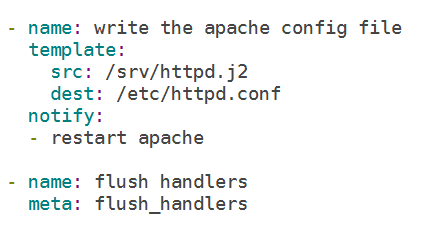 - name: write the apache config file
  template:
    src: /srv/httpd.j2
    dest: /etc/httpd.conf
  notify:
  - restart apache

- name: flush handlers
  meta: flush_handlers